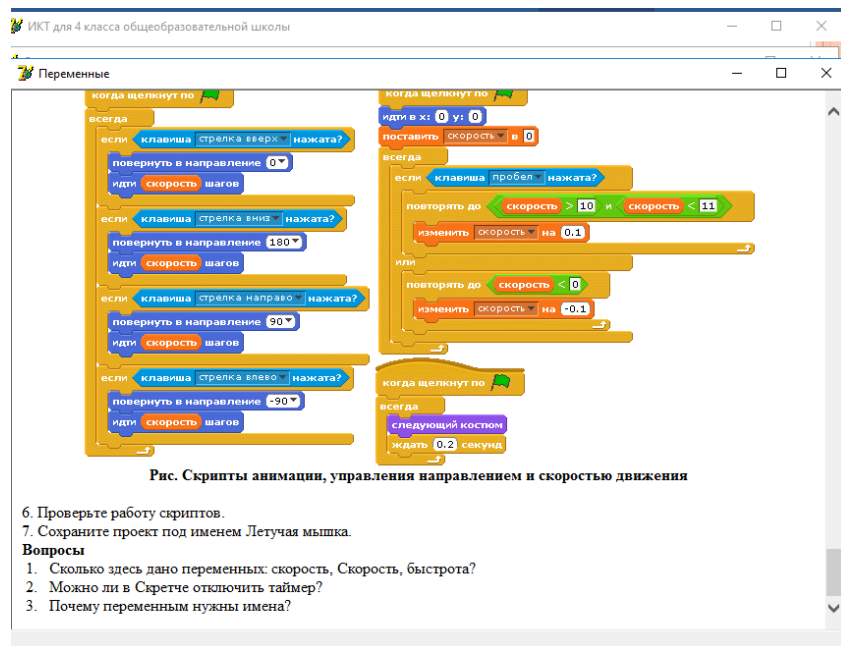 ИКТ для 4 класса общеобразовательной школы
Переменные
когда щелкнут по
всегда
если клавиша стрелка вверх нажата?
повернуть в направление 0
идти скорость шагов
если клавиша стрелка вниз нажата?
повернуть в направление 180
идти скорость шагов
если клавиша стрелка направо нажата?
повернуть в направление 90
идти скорость шагов
если клавиша стрелка влево нажата?
повернуть в направление -90
идти скорость шагов
когда щелкнут по
идти в x: 0 y: 0
поставить скорость в 0
всегда
если клавиша пробел нажата?
повторять до скорость > 10 и скорость < 11
изменить скорость на 0.1
или
повторять до скорость < 0
изменить скорость на -0.1
когда щелкнут по
всегда
следующий костюм
ждать 0.2 секунд
Рис. Скрипты анимации, управления направлением и скоростью движения
6. Проверьте работу скриптов.
7. Сохраните проект под именем Летучая мышка.
Вопросы
1. Сколько здесь дано переменных: скорость, Скорость, быстрота?
2. Можно ли в Скретче отключить таймер?
3. Почему переменным нужны имена?